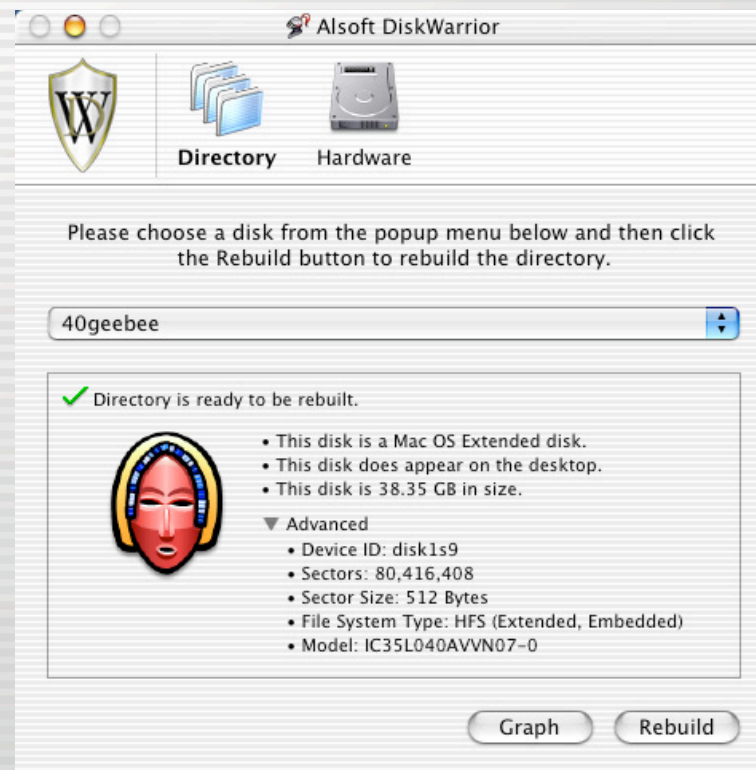 Alsoft DiskWarrior
Directory
Hardware
Please choose a disk from the popup menu below and then click
the Rebuild button to rebuild the directory.
40geebee
Directory is ready to be rebuilt.
• This disk is a Mac OS Extended disk.
• This disk does appear on the desktop.
• This disk is 38.35 GB in size.
Advanced
• Device ID: disk1s9
• Sectors: 80,416,408
• Sector Size: 512 Bytes
• File System Type: HFS (Extended, Embedded)
• Model: IC35L040AVVN07-0
Graph
Rebuild